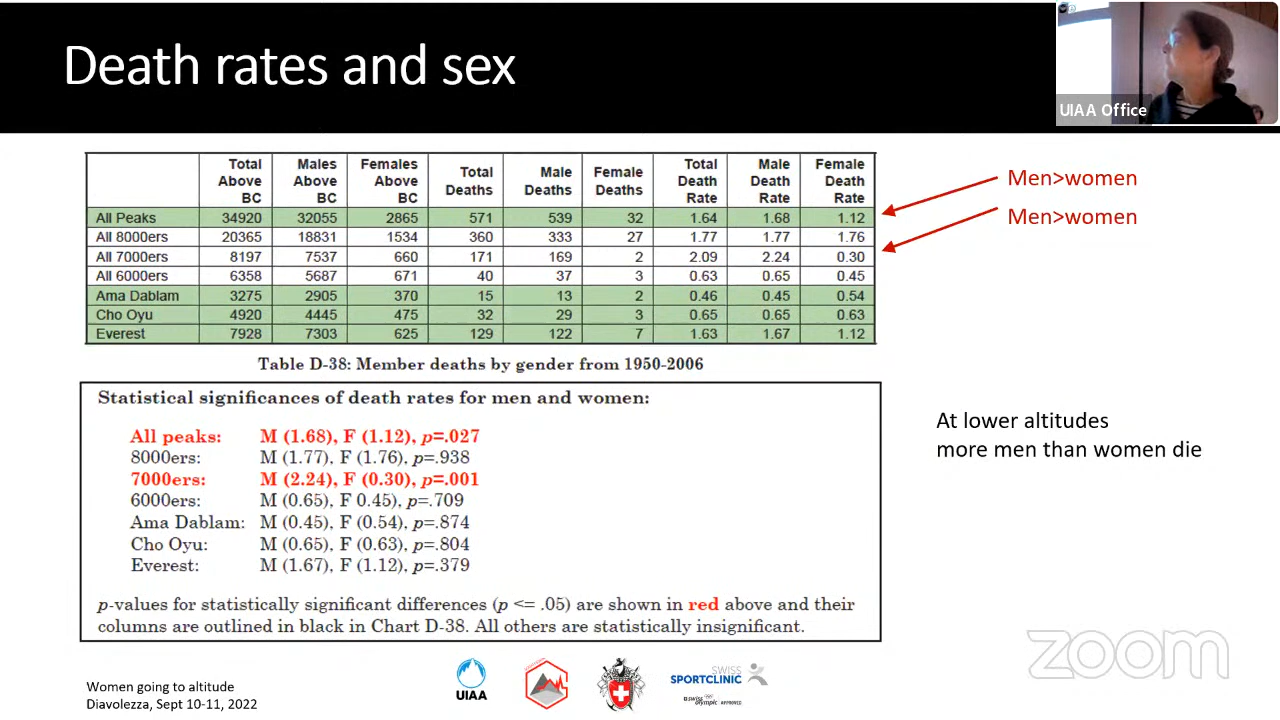 Death rates and sex
UIAA Office
Total Above BC | Males Above BC | Females Above BC | Total Deaths | Male Deaths | Female Deaths | Total Death Rate | Male Death Rate | Female Death Rate
All Peaks 34920 32055 2865 571 539 32 1.64 1.68 1.12
All 8000ers 20365 18831 1534 360 333 27 1.77 1.77 1.76
All 7000ers 8197 7537 660 171 169 2 2.09 2.24 0.30
All 6000ers 6358 5687 671 40 37 3 0.63 0.65 0.45
Ama Dablam 3275 2905 370 15 13 2 0.46 0.45 0.54
Cho Oyu 4920 4445 475 32 29 3 0.65 0.65 0.63
Everest 7928 7303 625 129 122 7 1.63 1.67 1.12
Men>women
Men>women
Table D-38: Member deaths by gender from 1950-2006
Statistical significances of death rates for men and women:
All peaks: M (1.68), F (1.12), p=.027
8000ers: M (1.77), F (1.76), p=.938
7000ers: M (2.24), F (0.30), p=.001
6000ers: M (0.65), F 0.45), p=.709
Ama Dablam: M (0.45), F (0.54), p=.874
Cho Oyu: M (0.65), F (0.63), p=.804
Everest: M (1.67), F (1.12), p=.379
p-values for statistically significant differences (p <= .05) are shown in red above and their
columns are outlined in black in Chart D-38. All others are statistically insignificant.
At lower altitudes
more men than women die
Women going to altitude
Diavolezza, Sept 10-11, 2022
UIAA
SWISS
SPORTCLINIC
swiss olympic APPROVED
zoom